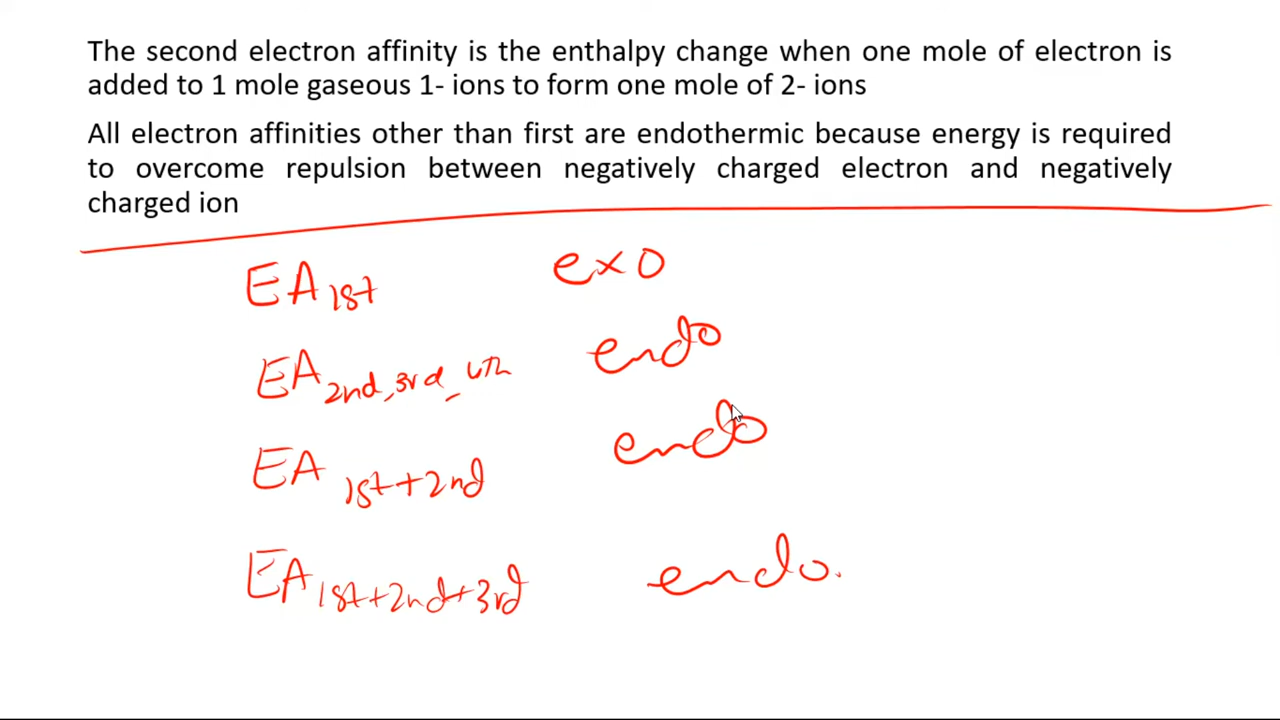 The second electron affinity is the enthalpy change when one mole of electron is
added to 1 mole gaseous 1- ions to form one mole of 2- ions
All electron affinities other than first are endothermic because energy is required
to overcome repulsion between negatively charged electron and negatively
charged ion
EA 1st exo
EA 2nd, 3rd, 4th endo
EA 1st+2nd endo
EA 1st+2nd+3rd endo.